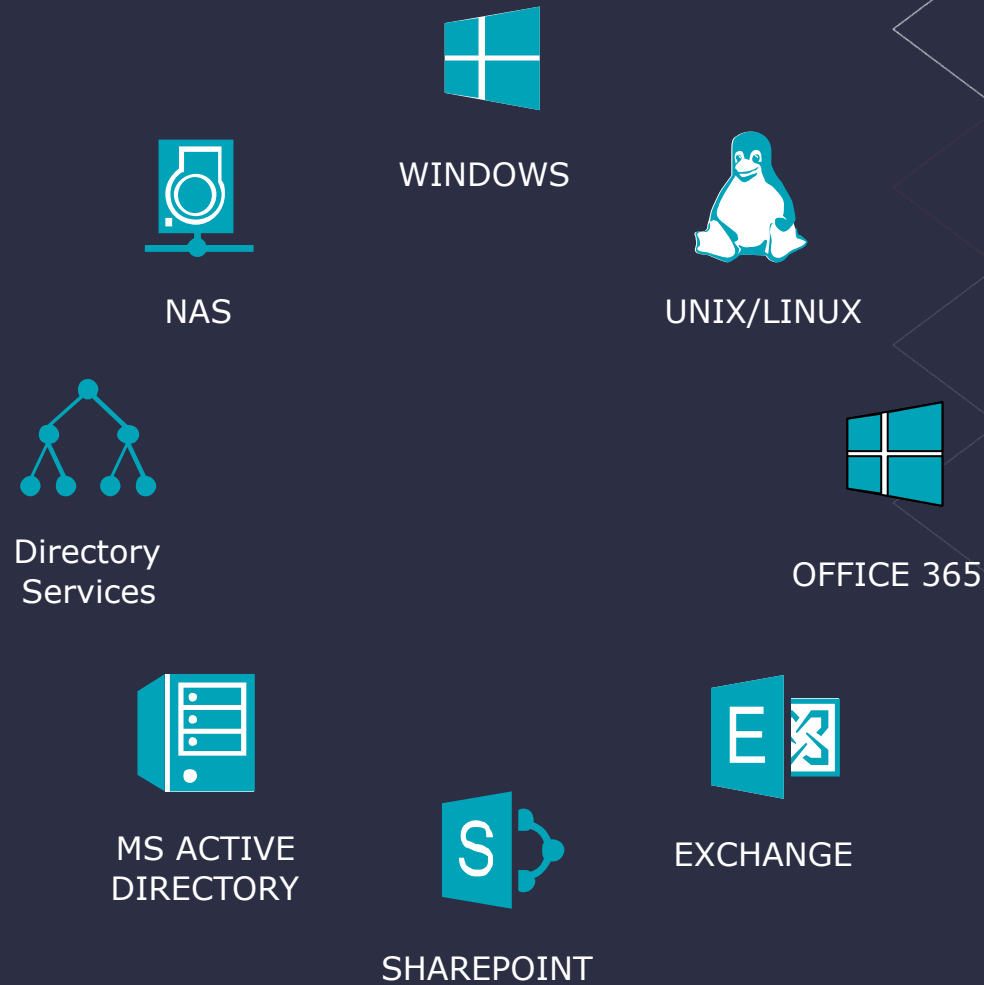 WINDOWS
NAS
UNIX/LINUX
Directory
Services
OFFICE 365
MS ACTIVE
DIRECTORY
E
EXCHANGE
S
SHAREPOINT